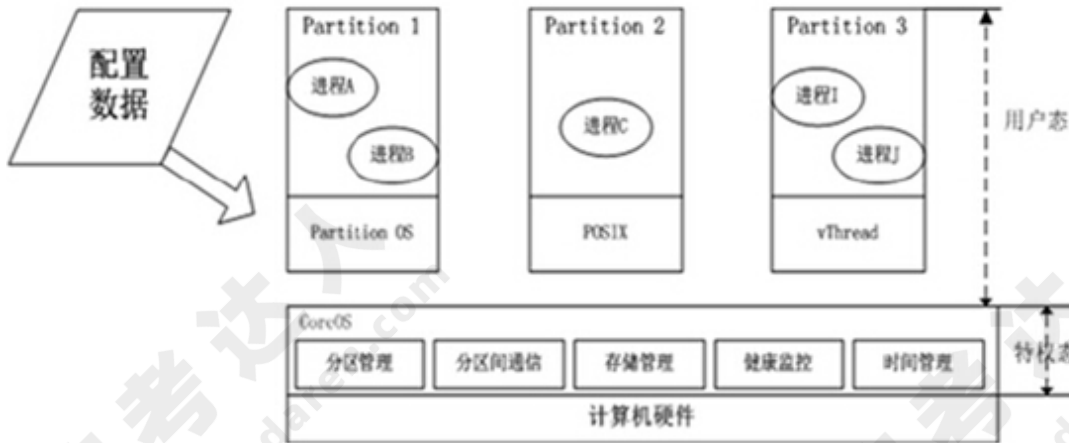 配置
数据
Partition 1
进程A
进程B
Partition OS
Partition 2
进程C
POSIX
Partition 3
进程I
进程J
vThread
用户态
CoreOS
分区管理
分区间通信
存储管理
健康监控
时间管理
特权态
计算机硬件